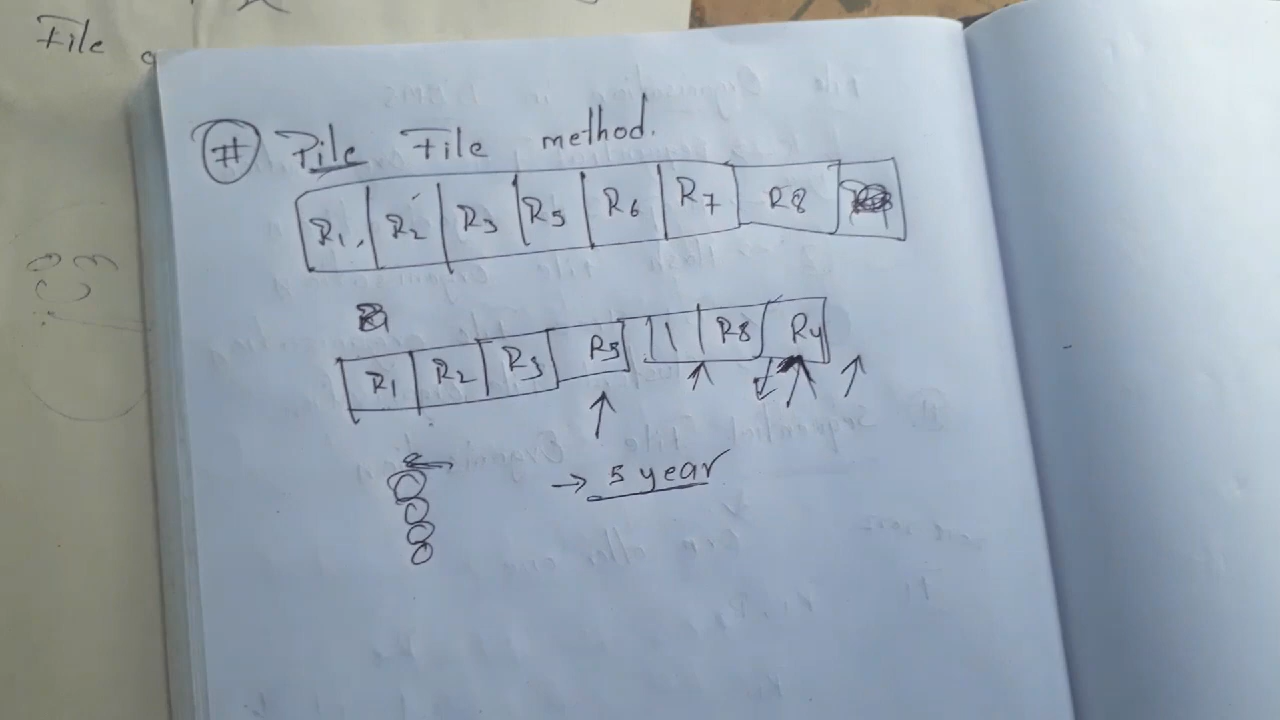 File
# Pile File method.
R1. R2 R3 R5 R6 R7 R8
R1 R2 R3 R5 R8 R4
→ 5 year